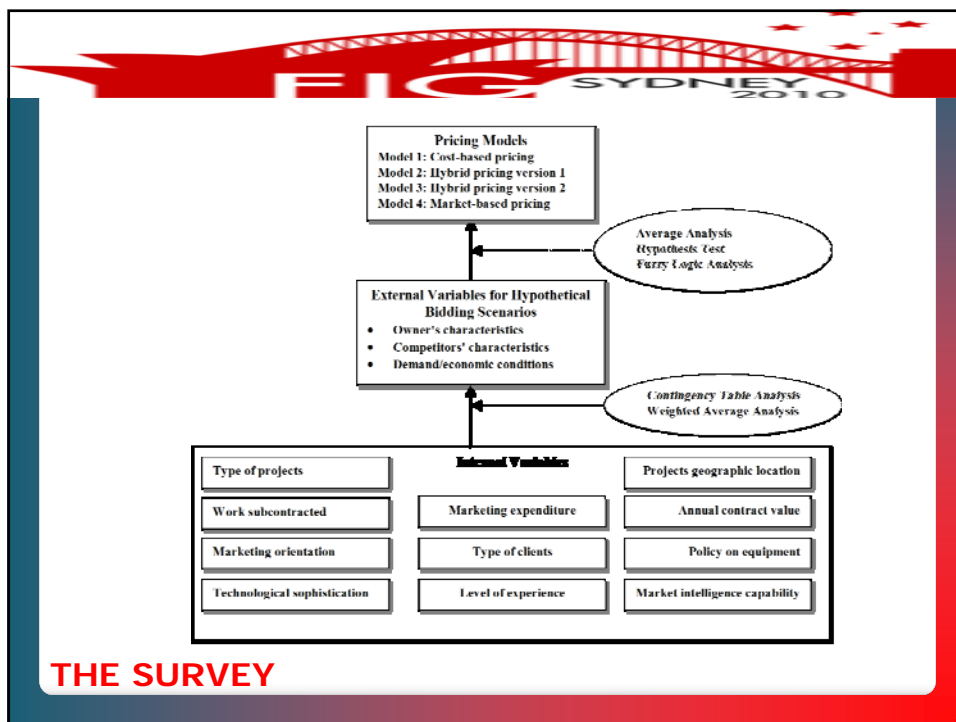 FIG SYDNEY
2010
Pricing Models
Model 1: Cost-based pricing
Model 2: Hybrid pricing version 1
Model 3: Hybrid pricing version 2
Model 4: Market-based pricing
Average Analysis
Hypothesis Test
Fuzzy Logic Analysis
External Variables for Hypothetical
Bidding Scenarios
• Owner's characteristics
• Competitors' characteristics
• Demand/economic conditions
Contingency Table Analysis
Weighted Average Analysis
Internal Variables
Type of projects
Work subcontracted
Marketing orientation
Technological sophistication
Marketing expenditure
Type of clients
Level of experience
Projects geographic location
Annual contract value
Policy on equipment
Market intelligence capability
THE SURVEY